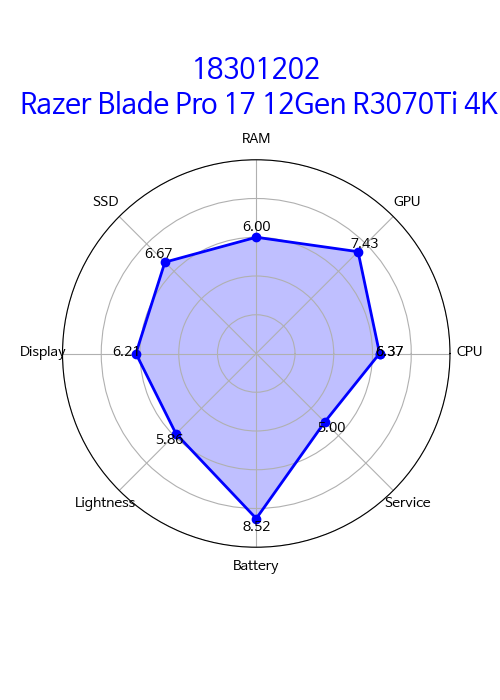 18301202
Razer Blade Pro 17 12Gen R3070Ti 4K
RAM
SSD
GPU
6.00
7.43
6.67
Display
6.21
6.37
CPU
5.86
5.00
Lightness
Service
8.52
Battery